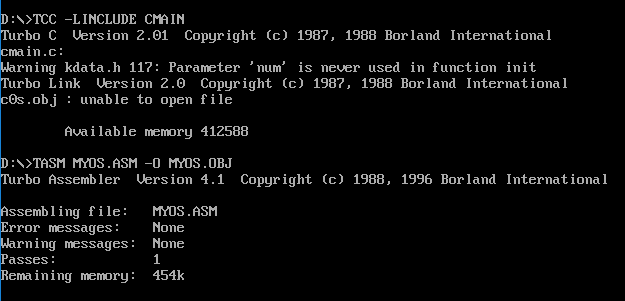 D:\>TCC -LINCLUDE CMAIN
Turbo C  Version 2.01  Copyright (c) 1987, 1988 Borland International
cmain.c:
Warning kdata.h 117: Parameter 'num' is never used in function init
Turbo Link  Version 2.0  Copyright (c) 1987, 1988 Borland International
c0s.obj : unable to open file
Available memory 412588
D:\>TASM MYOS.ASM -O MYOS.OBJ
Turbo Assembler  Version 4.1  Copyright (c) 1988, 1996 Borland International
Assembling file:   MYOS.ASM
Error messages:    None
Warning messages:  None
Passes:            1
Remaining memory:  454k